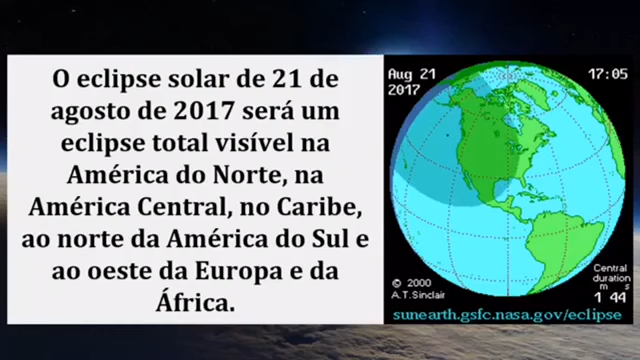 O eclipse solar de 21 de
agosto de 2017 será um
eclipse total visível na
América do Norte, na
América Central, no Caribe,
ao norte da América do Sul e
ao oeste da Europa e da
África.
Aug 21
2017
17:05
© 2000
A.T.Sinclair
Central
duration
m s
1 44
sunearth.gsfc.nasa.gov/eclipse